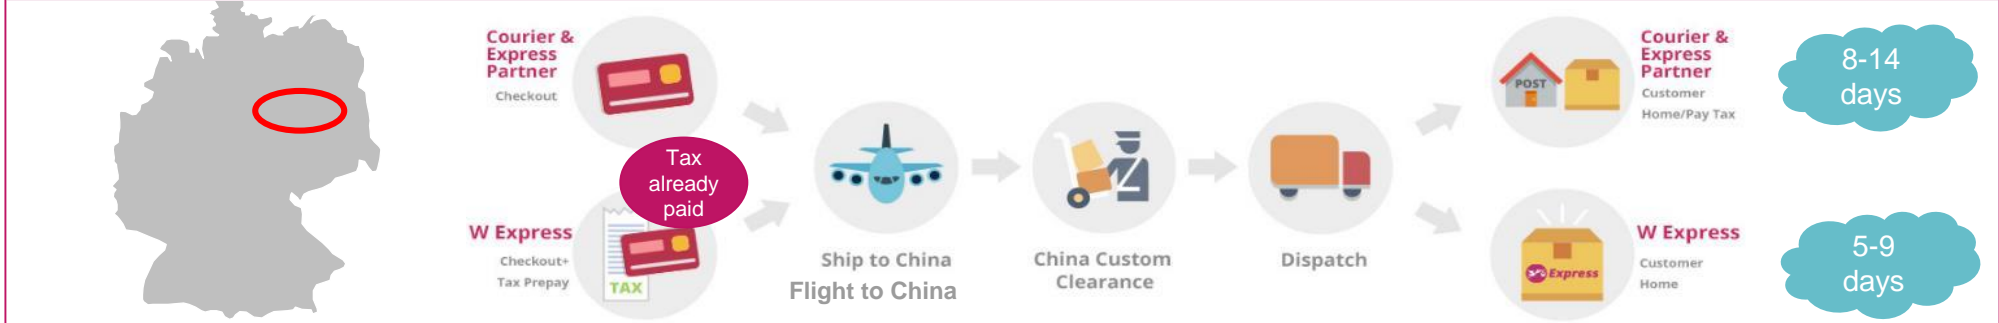 Courier &
Express
Partner
Checkout
Tax
already
paid
W Express
Checkout+
Tax Prepay
TAX
Ship to China
Flight to China
China Custom
Clearance
Dispatch
POST
Courier &
Express
Partner
Customer
Home/Pay Tax
8-14
days
Express
W Express
Customer
Home
5-9
days